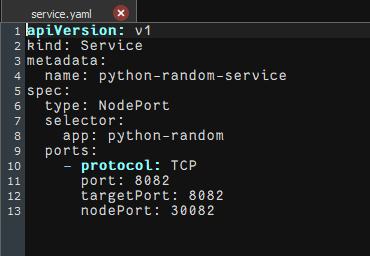 service.yaml
1 apiVersion: v1
2 kind: Service
3 metadata:
4   name: python-random-service
5 spec:
6   type: NodePort
7   selector:
8     app: python-random
9   ports:
10     - protocol: TCP
11       port: 8082
12       targetPort: 8082
13       nodePort: 30082